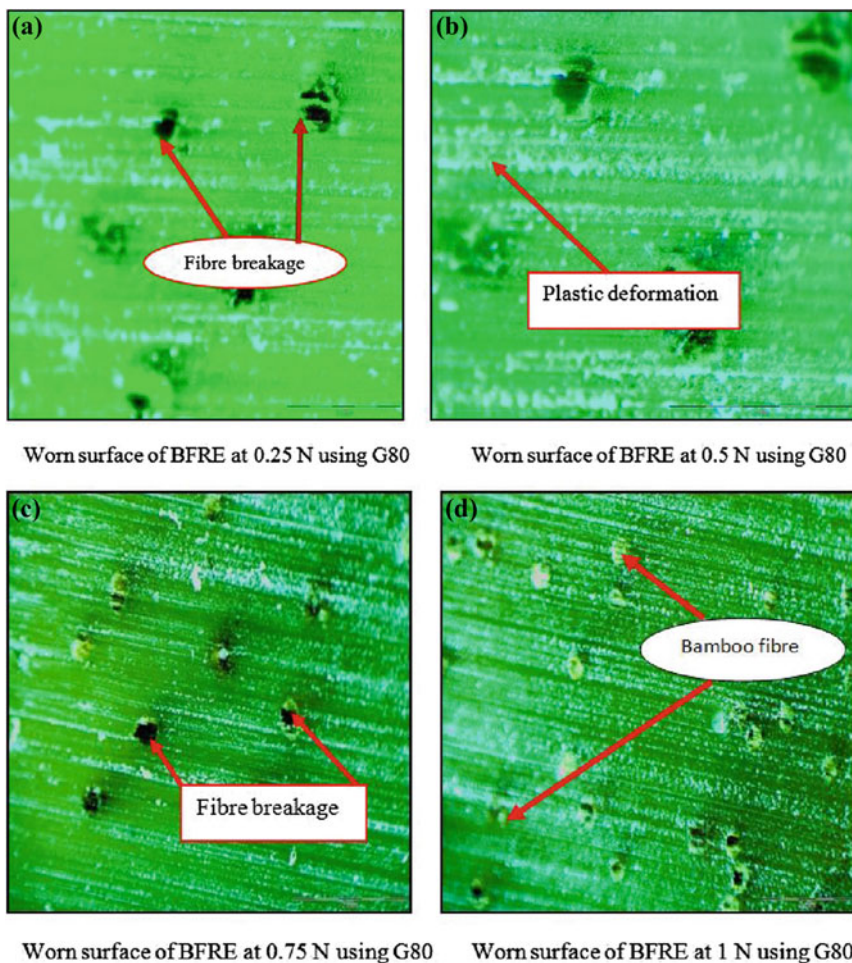 (a)
(b)
Fibre breakage
Plastic deformation
Worn surface of BFRE at 0.25 N using G80
Worn surface of BFRE at 0.5 N using G80
(c)
(d)
Bamboo fibre
Fibre breakage
Worn surface of BFRE at 0.75 N using G80
Worn surface of BFRE at 1 N using G80